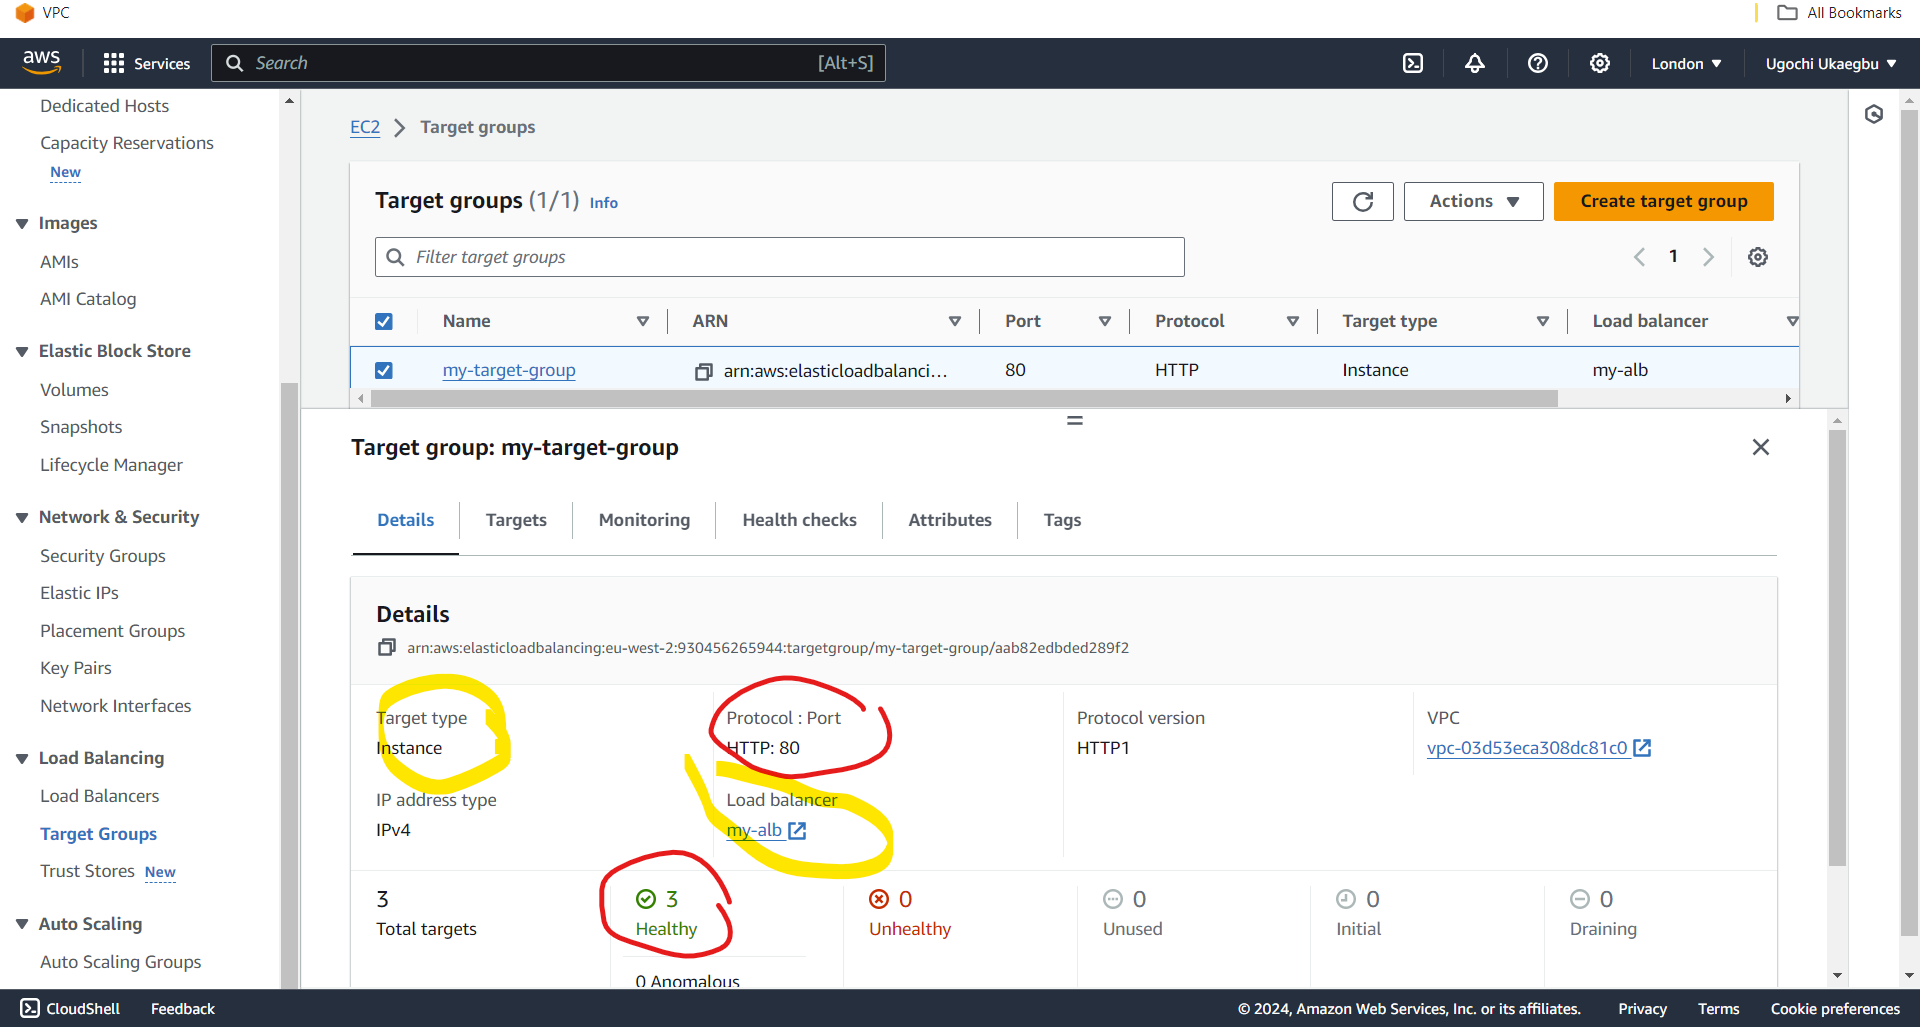 VPC
All Bookmarks
aws
Services
Search
[Alt+S]
London
Ugochi Ukaegbu
Dedicated Hosts
Capacity Reservations
New
Images
AMIs
AMI Catalog
Elastic Block Store
Volumes
Snapshots
Lifecycle Manager
Network & Security
Security Groups
Elastic IPs
Placement Groups
Key Pairs
Network Interfaces
Load Balancing
Load Balancers
Target Groups
Trust Stores New
Auto Scaling
Auto Scaling Groups
EC2 Target groups
Target groups (1/1) Info
Actions
Create target group
Filter target groups
1
Name ARN Port Protocol Target type Load balancer
my-target-group arn:aws:elasticloadbalanci... 80 HTTP Instance my-alb
Target group: my-target-group
Details Targets Monitoring Health checks Attributes Tags
Details
arn:aws:elasticloadbalancing:eu-west-2:930456265944:targetgroup/my-target-group/aab82edbded289f2
Target type
Instance
Protocol : Port
HTTP: 80
Protocol version
HTTP1
VPC
vpc-03d53eca308dc81c0
IP address type
IPv4
Load balancer
my-alb
3
Total targets
3
Healthy
0 Anomalous
0
Unhealthy
0
Unused
0
Initial
0
Draining
CloudShell
Feedback
© 2024, Amazon Web Services, Inc. or its affiliates.
Privacy
Terms
Cookie preferences